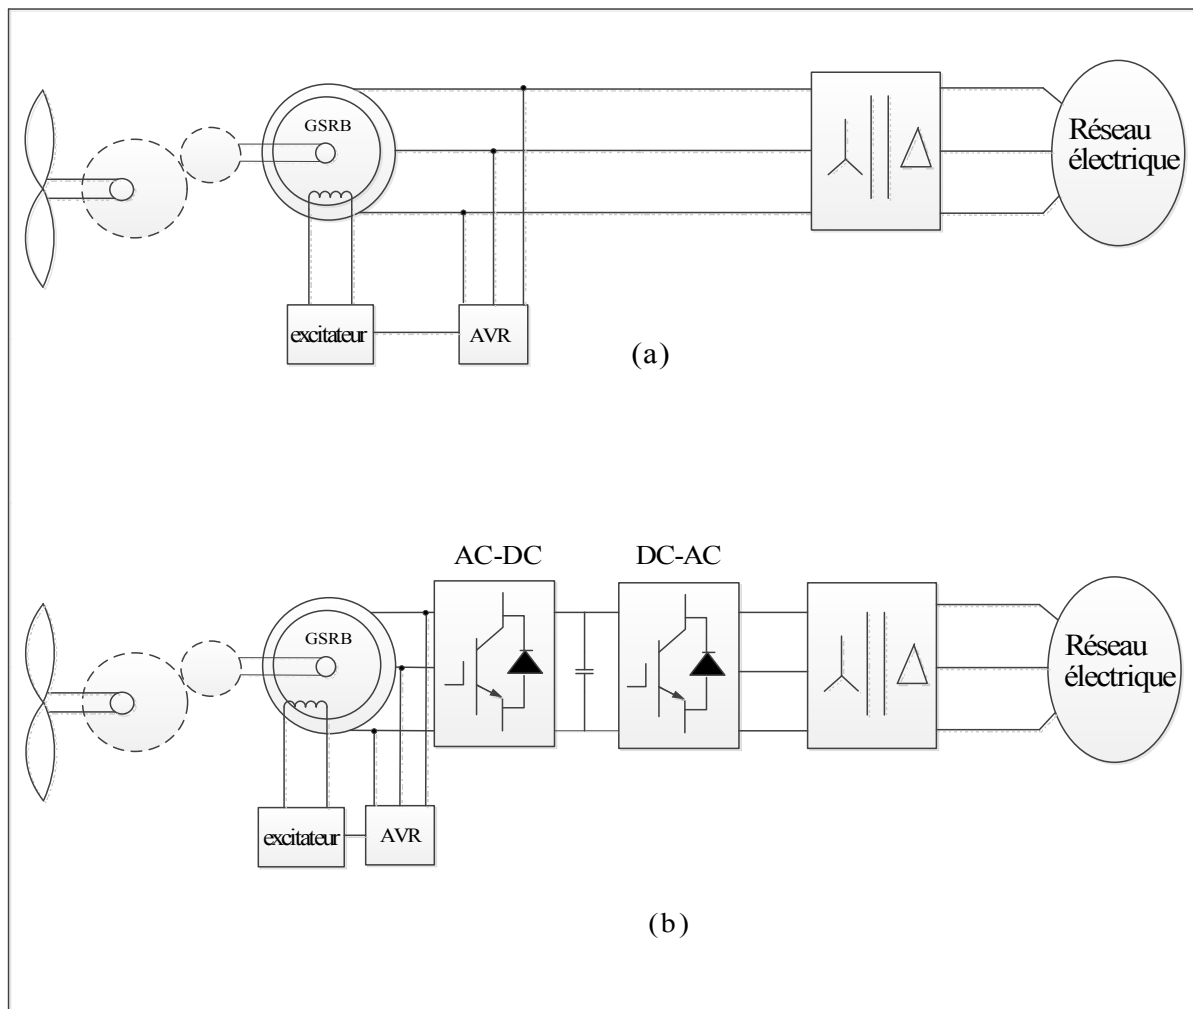 GSRB
Réseau
électrique
excitateur
AVR
(a)
AC-DC
DC-AC
GSRB
Réseau
électrique
excitateur
AVR
(b)